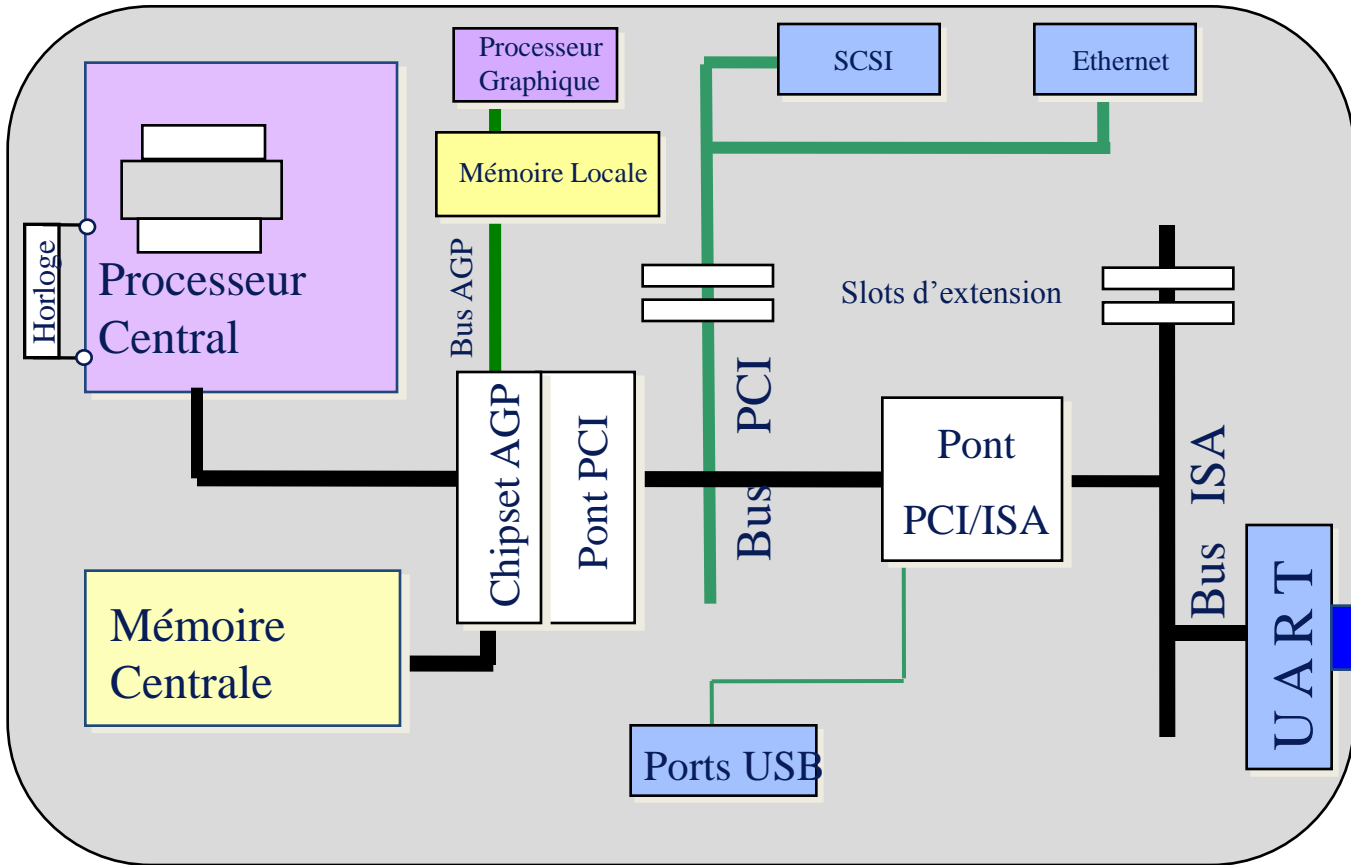 Processeur
Graphique
SCSI
Ethernet
Mémoire Locale
Horloge
Processeur
Central
Bus AGP
Slots d’extension
Chipset AGP
Pont PCI
Bus PCI
Pont
PCI/ISA
Bus ISA
Mémoire
Centrale
Ports USB
U A R T